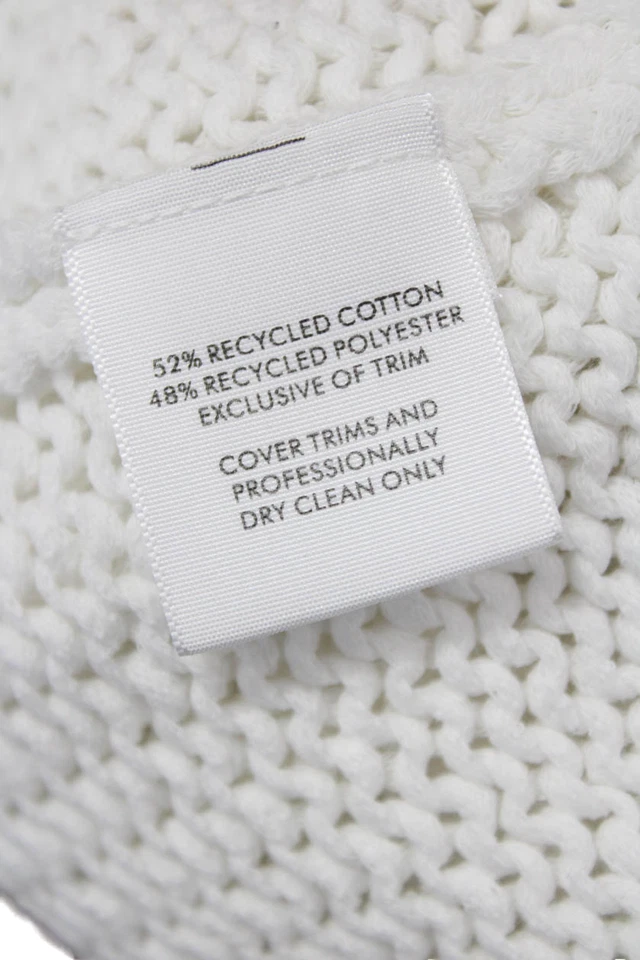 52% RECYCLED COTTON
48% RECYCLED POLYESTER
EXCLUSIVE OF TRIM
COVER TRIMS AND
PROFESSIONALLY
DRY CLEAN ONLY